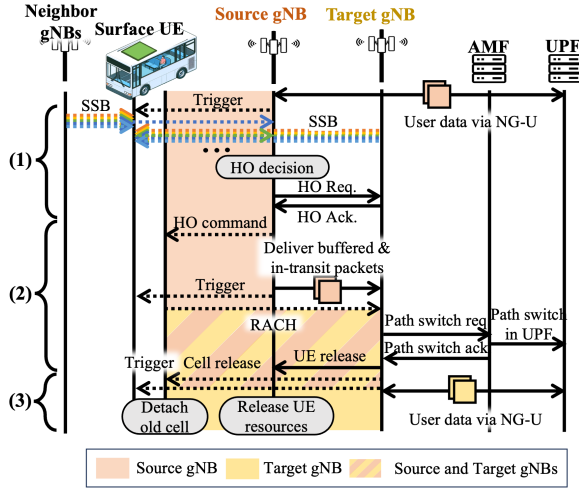 Neighbor
gNBs
Surface UE
Source gNB
Target gNB
AMF
UPF
Trigger
SSB
SSB
User data via NG-U
(1)
...
HO decision
HO Req.
HO Ack.
HO command
Deliver buffered &
in-transit packets
Trigger
(2)
RACH
Path switch req
Path switch
in UPF
Path switch ack
Trigger
Cell release
UE release
(3)
Detach
old cell
Release UE
resources
User data via NG-U
Source gNB
Target gNB
Source and Target gNBs